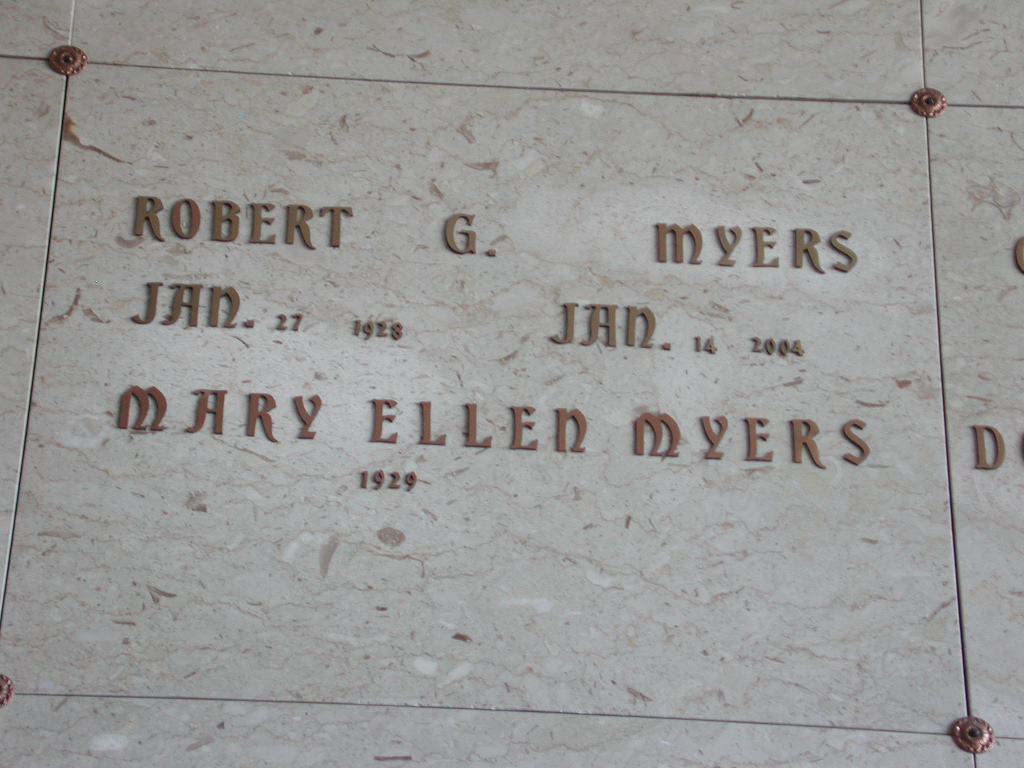 ROBERT G. MYERS
JAN. 27 1928 JAN. 14 2004
MARY ELLEN MYERS
1929
D